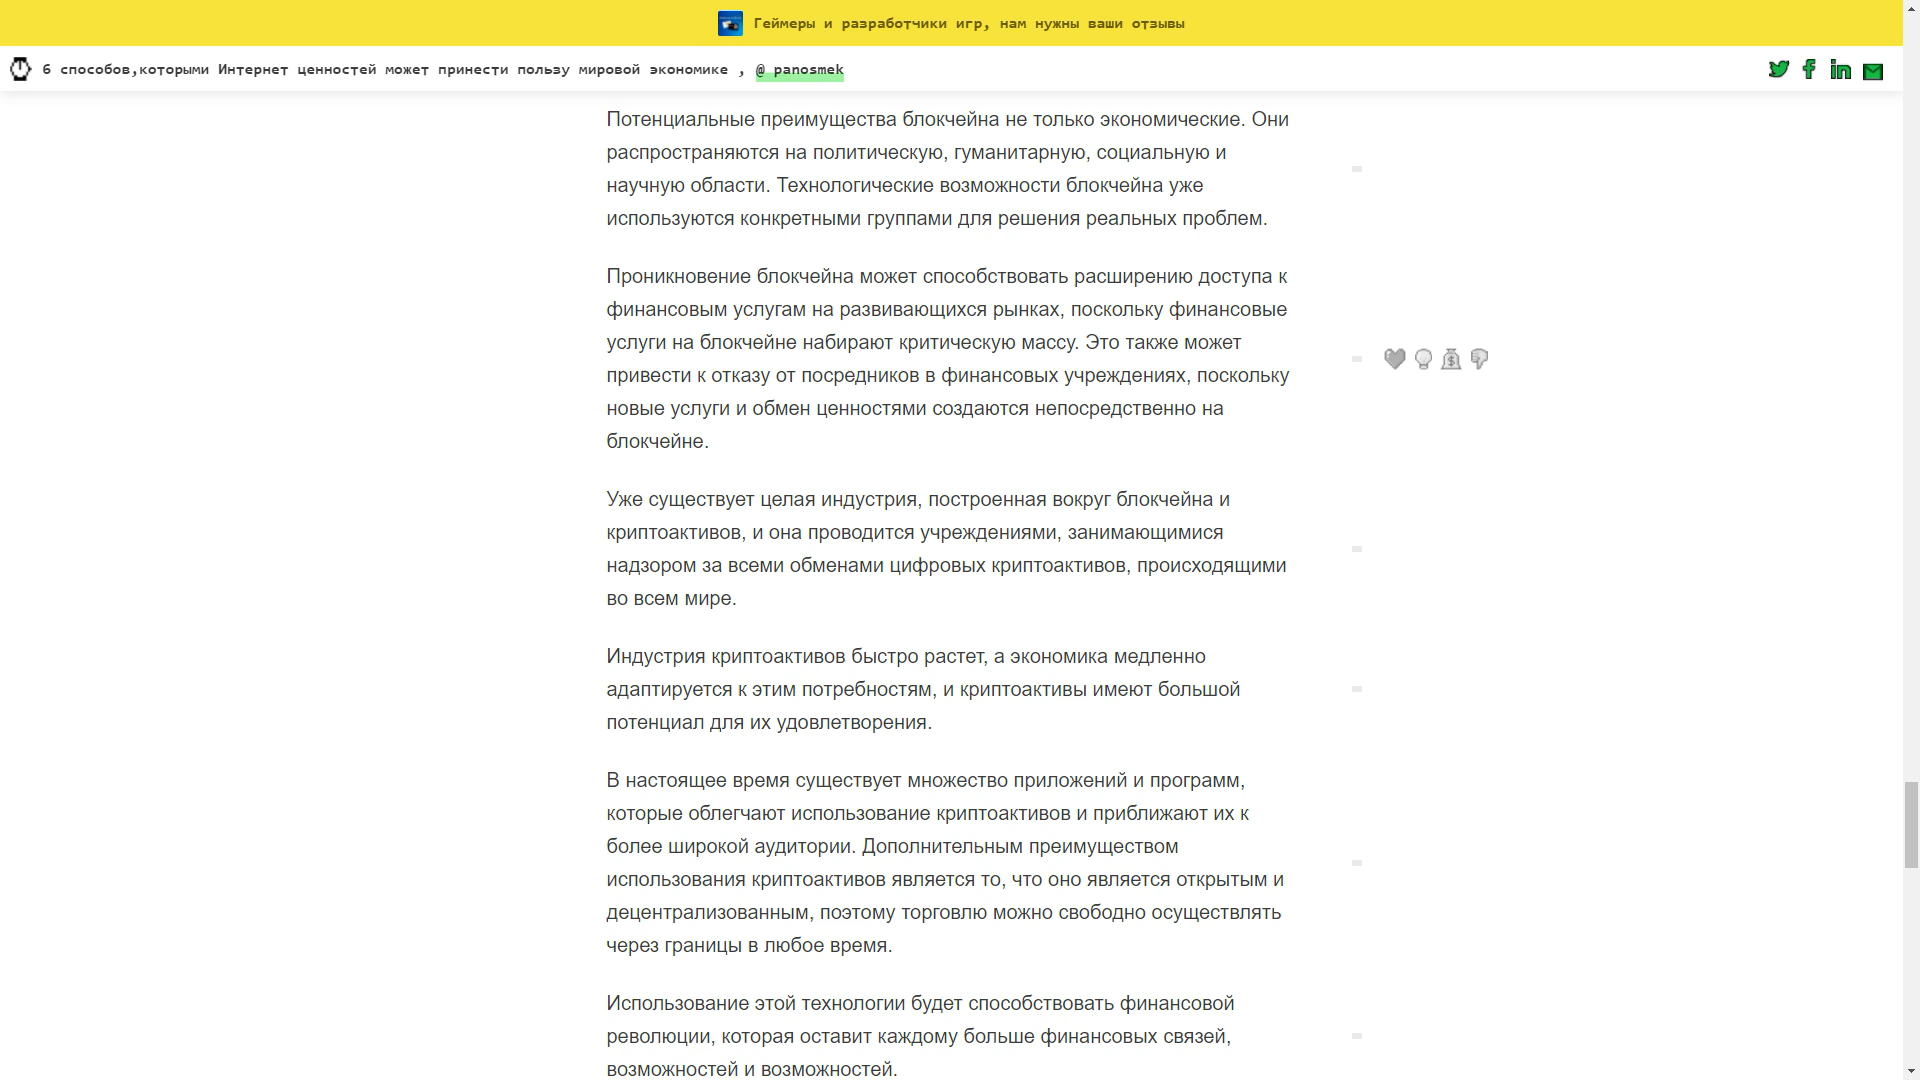 Геймеры и разработчики игр, нам нужны ваши отзывы
6 способов,которыми Интернет ценностей может принести пользу мировой экономике , @ panosmek
Потенциальные преимущества блокчейна не только экономические. Они
распространяются на политическую, гуманитарную, социальную и
научную области. Технологические возможности блокчейна уже
используются конкретными группами для решения реальных проблем.
Проникновение блокчейна может способствовать расширению доступа к
финансовым услугам на развивающихся рынках, поскольку финансовые
услуги на блокчейне набирают критическую массу. Это также может
привести к отказу от посредников в финансовых учреждениях, поскольку
новые услуги и обмен ценностями создаются непосредственно на
блокчейне.
Уже существует целая индустрия, построенная вокруг блокчейна и
криптоактивов, и она проводится учреждениями, занимающимися
надзором за всеми обменами цифровых криптоактивов, происходящими
во всем мире.
Индустрия криптоактивов быстро растет, а экономика медленно
адаптируется к этим потребностям, и криптоактивы имеют большой
потенциал для их удовлетворения.
В настоящее время существует множество приложений и программ,
которые облегчают использование криптоактивов и приближают их к
более широкой аудитории. Дополнительным преимуществом
использования криптоактивов является то, что оно является открытым и
децентрализованным, поэтому торговлю можно свободно осуществлять
через границы в любое время.
Использование этой технологии будет способствовать финансовой
революции, которая оставит каждому больше финансовых связей,
возможностей и возможностей.